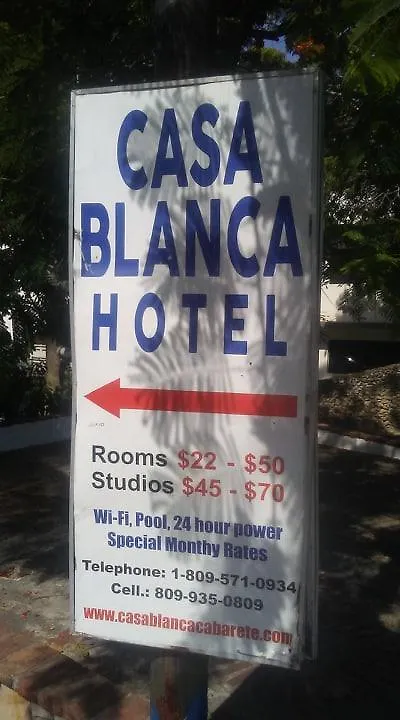 CASA
BLANCA
HOTEL
Rooms $22 - $50
Studios $45 - $70
Wi-Fi, Pool, 24 hour power
Special Monthy Rates
Telephone: 1-809-571-0934
Cell.: 809-935-0809
www.casablancacabarete.com